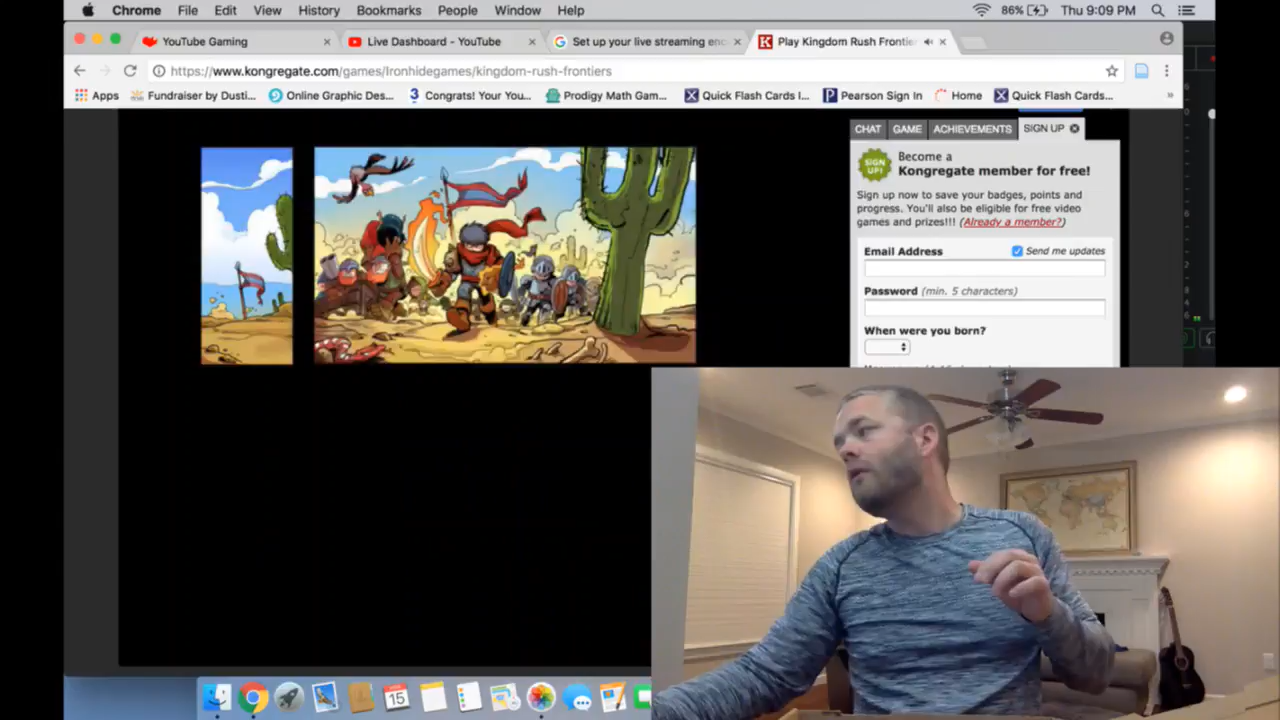 Chrome File Edit View History Bookmarks People Window Help 86% Thu 9:09 PM
YouTube Gaming Live Dashboard - YouTube Set up your live streaming enc Play Kingdom Rush Frontier
https://www.kongregate.com/games/Ironhidegames/kingdom-rush-frontiers
Apps Fundraiser by Dusti... Online Graphic Des... Congrats! Your You... Prodigy Math Gam... Quick Flash Cards I... Pearson Sign In Home Quick Flash Cards... »
CHAT GAME ACHIEVEMENTS SIGN UP
SIGN UP!
Become a
Kongregate member for free!
Sign up now to save your badges, points and
progress. You'll also be eligible for free video
games and prizes!!! (Already a member?)
Email Address Send me updates
Password (min. 5 characters)
When were you born?
15